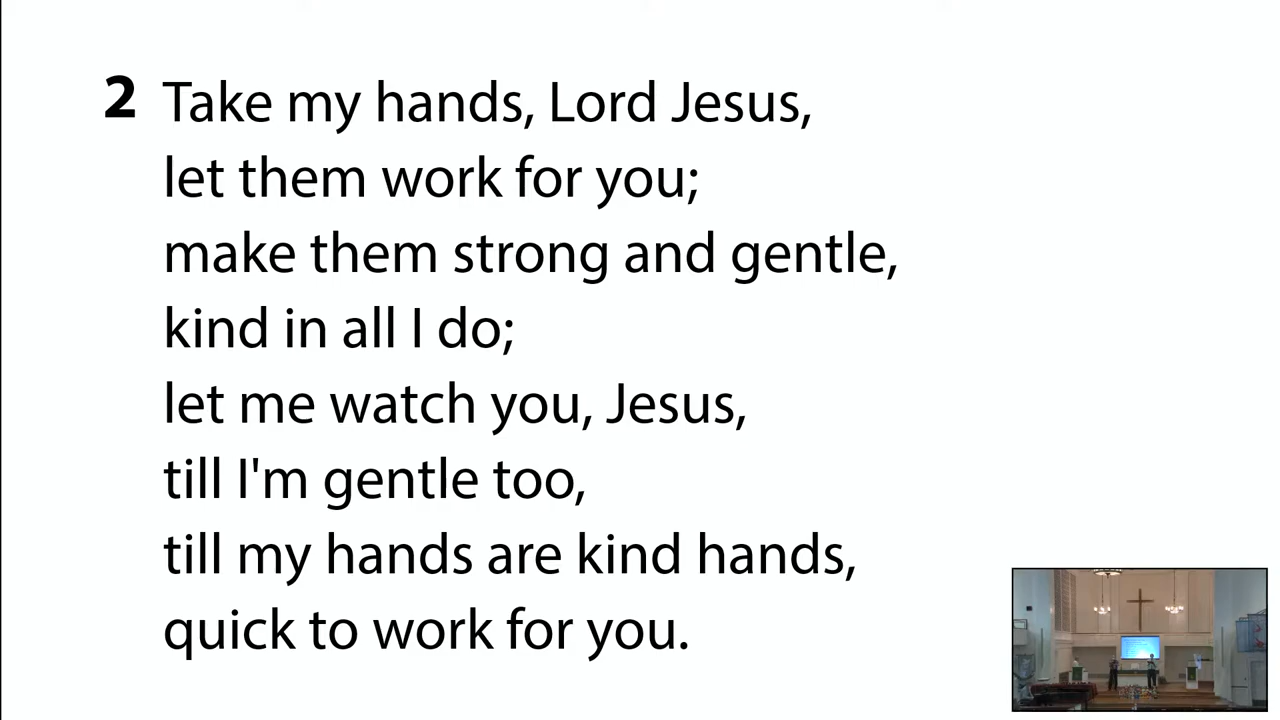 2 Take my hands, Lord Jesus,
let them work for you;
make them strong and gentle,
kind in all I do;
let me watch you, Jesus,
till I'm gentle too,
till my hands are kind hands,
quick to work for you.